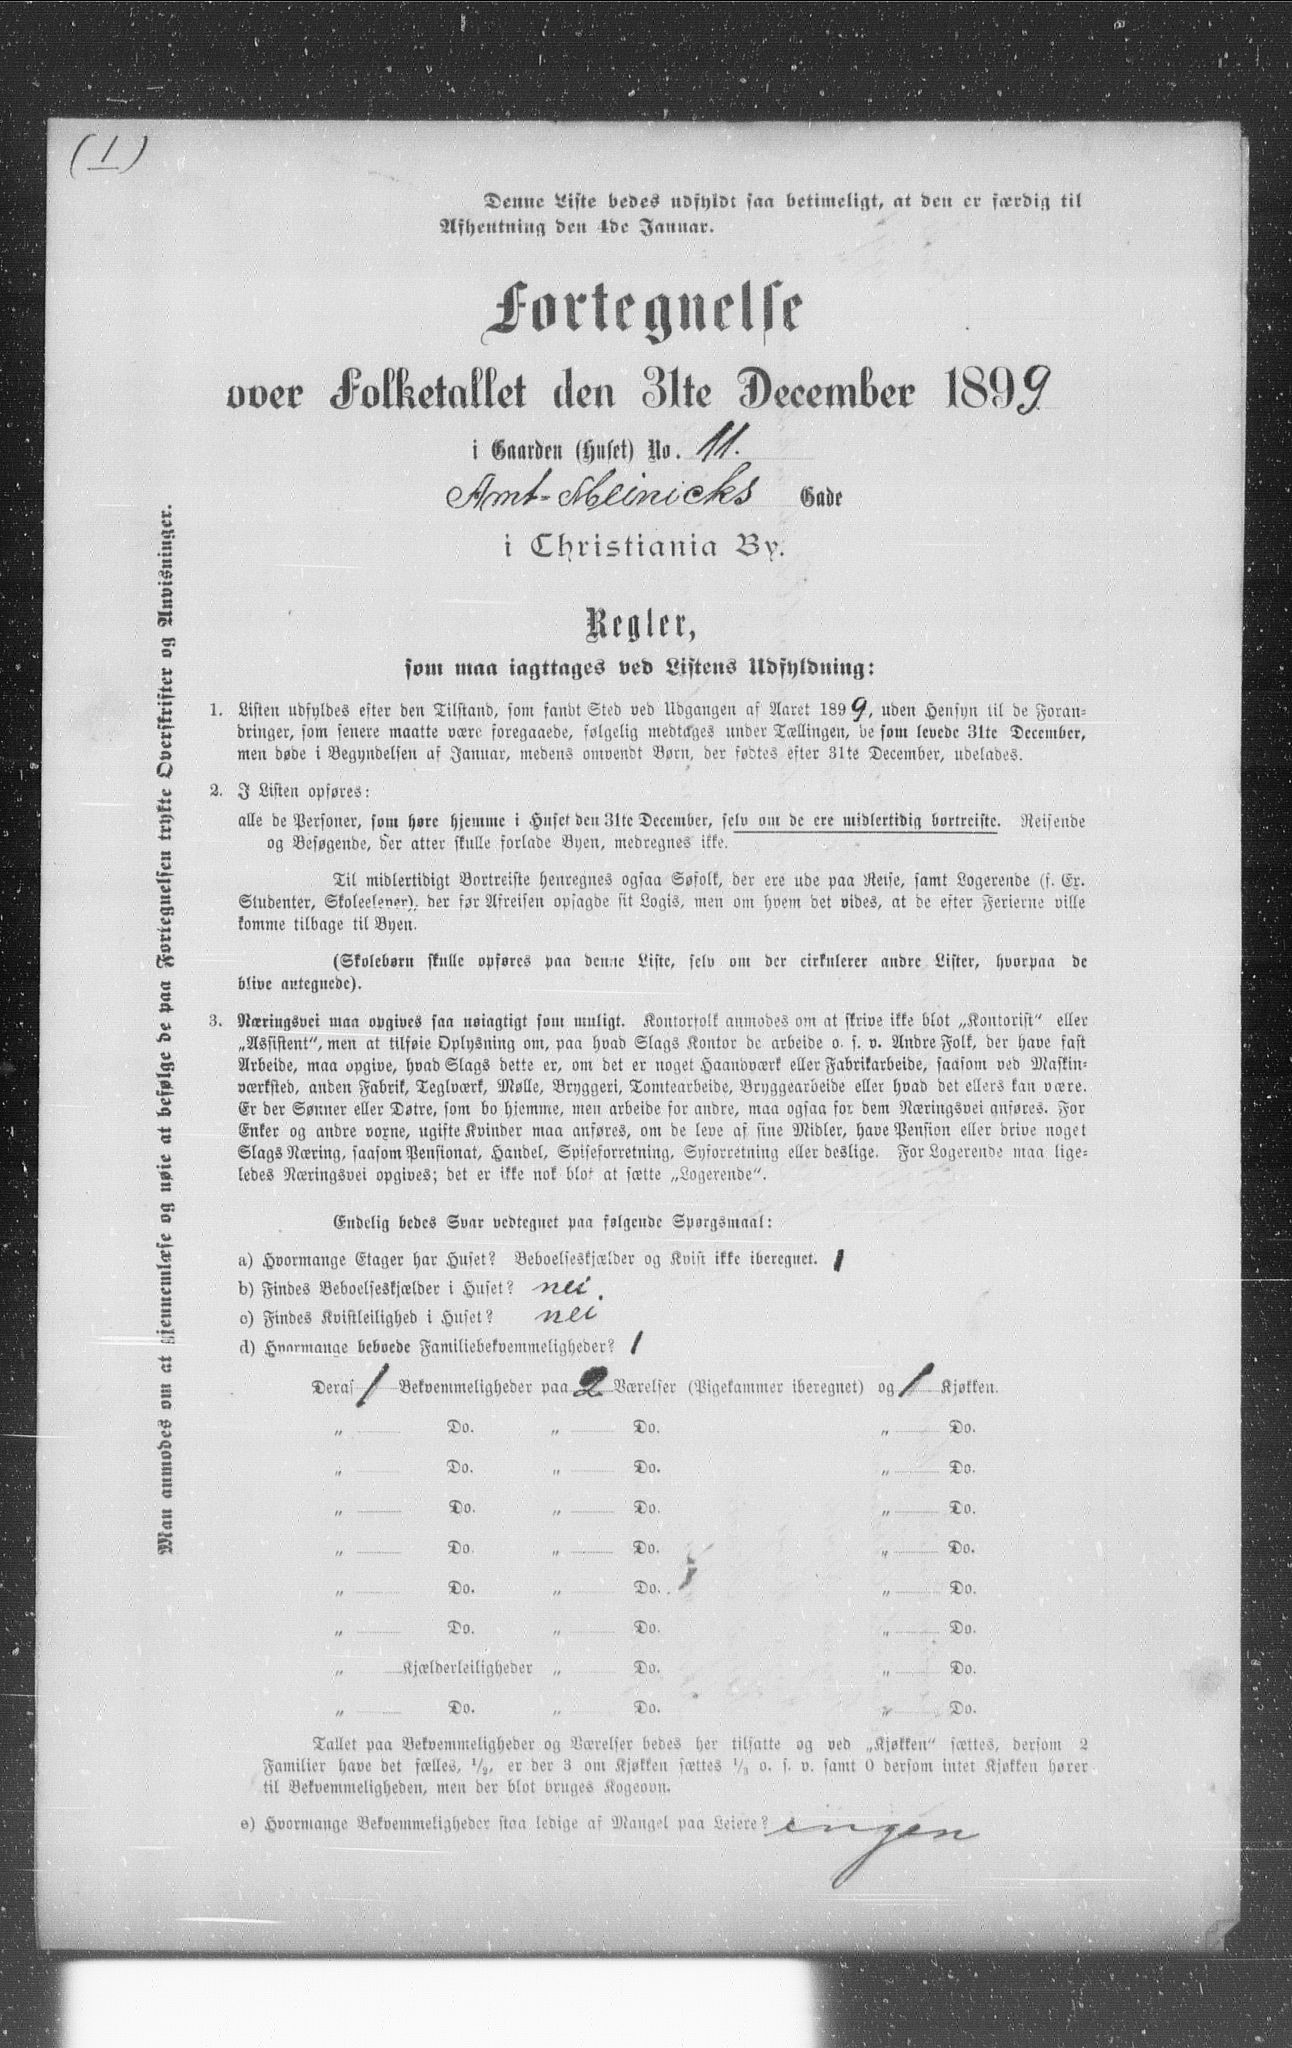 (1)
Denne Liste bedes udfyldt saa betimeligt, at den er færdig til
Afhentning den 4de Januar.
Fortegnelse
over Folketallet den 31te December 1899
i Gaarden (Huset) No. 11.
Amt-Meinicks Gade
i Christiania By.
Regler,
som maa iagttages ved Listens Udfyldning:
1. Listen udfyldes efter den Tilstand, som fandt Sted ved Udgangen af Aaret 1899, uden Hensyn til de Foran-
dringer, som senere maatte være foregaaede, følgelig medtages under Tællingen, de som levede 31te December,
men døde i Begyndelsen af Januar, medens omvendt Børn, der fødtes efter 31te December, udelades.
2. I Listen opføres:
alle de Personer, som høre hjemme i Huset den 31te December, selv om de ere midlertidig bortreiste. Reisende
og Besøgende, der atter skulle forlade Byen, medregnes ikke.
Til midlertidigt Bortreiste henregnes ogsaa Søfolk, der ere ude paa Reise, samt Logerende (f. Ex.
Studenter, Skoleelever), der før Afreisen opsagde sit Logis, men om hvem det vides, at de efter Ferierne ville
komme tilbage til Byen.
(Skolebørn skulle opføres paa denne Liste, selv om der cirkulerer andre Lister, hvorpaa de
blive antegnede).
3. Næringsvei maa opgives saa nøiagtigt som muligt. Kontorfolk anmodes om at skrive ikke blot „Kontorist“ eller
„Assistent“, men at tilføie Oplysning om, paa hvad Slags Kontor de arbeide o. s. v. Andre Folk, der have fast
Arbeide, maa opgive, hvad Slags dette er, om det er noget Haandværk eller Fabrikarbeide, saasom ved Maskin-
værksted, anden Fabrik, Teglværk, Mølle, Bryggeri, Tomtearbeide, Bryggearbeide eller hvad det ellers kan være.
Er der Sønner eller Døtre, som bo hjemme, men arbeide for andre, maa ogsaa for dem Næringsvei anføres. For
Enker og andre voxne, ugifte Kvinder maa anføres, om de leve af sine Midler, have Pension eller drive noget
Slags Næring, saasom Pensionat, Handel, Spiseforretning, Syforretning eller deslige. For Logerende maa lige-
ledes Næringsvei opgives; det er ikke nok blot at sætte „Logerende“.
Endelig bedes Svar vedtegnet paa følgende Spørgsmaal:
a) Hvormange Etager har Huset? Beboelseskjælder og Kvist ikke iberegnet. 1
b) Findes Beboelseskjælder i Huset? nei
c) Findes Kvistleilighed i Huset? nei.
d) Hvormange beboede Familiebekvemmeligheder? 1
Deraf 1 Bekvemmeligheder paa 2 Værelser (Pigekammer iberegnet) og 1 Kjøkken.
„ Do. „ Do. „ Do.
„ Do. „ Do. „ Do.
„ Do. „ Do. „ Do.
„ Do. „ Do. „ Do.
„ Do. „ Do. „ Do.
„ Do. „ Do. „ Do.
„ Kjælderleiligheder „ Do. „ Do.
„ Do. „ Do. „ Do.
Tallet paa Bekvemmeligheder og Værelser bedes her tilsatte og ved „Kjøkken“ sættes, dersom 2
Familier have det fælles, 1/2, er der 3 om Kjøkken sættes 1/3 o. s. v. samt 0 dersom intet Kjøkken hører
til Bekvemmeligheden, men der blot bruges Kogeovn.
e) Hvormange Bekvemmeligheder staa ledige af Mangel paa Leiere? ingen
Man anmodes om at gjennemlæse og nøie at befølge de paa Fortegnelsen trykte Overskrifter og Anvisninger.